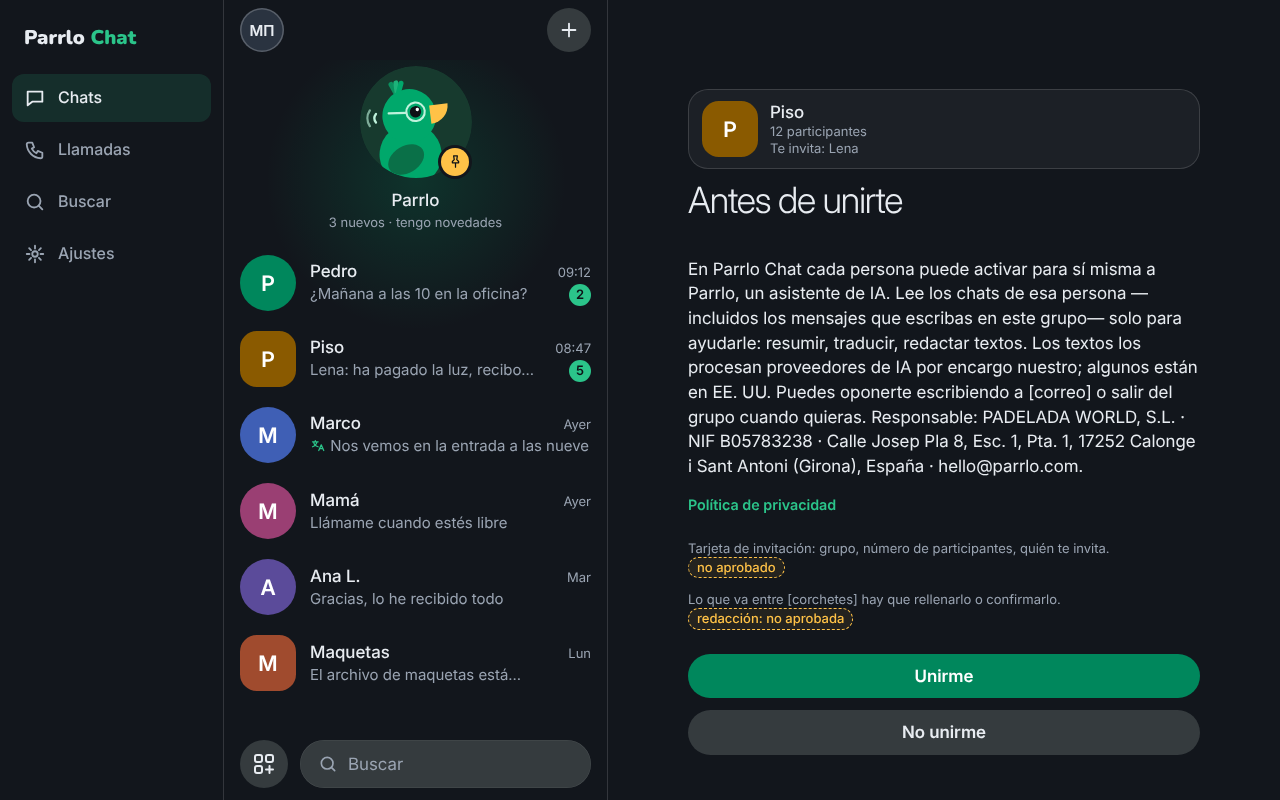 Parrlo Chat
Chats
Llamadas
Buscar
Ajustes
МП
Parrlo
3 nuevos · tengo novedades
P
Pedro
09:12
¿Mañana a las 10 en la oficina?
2
P
Piso
08:47
Lena: ha pagado la luz, recibo...
5
M
Marco
Ayer
Nos vemos en la entrada a las nueve
M
Mamá
Ayer
Llámame cuando estés libre
A
Ana L.
Mar
Gracias, lo he recibido todo
M
Maquetas
Lun
El archivo de maquetas está...
Buscar
P
Piso
12 participantes
Te invita: Lena
Antes de unirte
En Parrlo Chat cada persona puede activar para sí misma a
Parrlo, un asistente de IA. Lee los chats de esa persona —
incluidos los mensajes que escribas en este grupo— solo para
ayudarle: resumir, traducir, redactar textos. Los textos los
procesan proveedores de IA por encargo nuestro; algunos están
en EE. UU. Puedes oponerte escribiendo a [correo] o salir del
grupo cuando quieras. Responsable: PADELADA WORLD, S.L. ·
NIF B05783238 · Calle Josep Pla 8, Esc. 1, Pta. 1, 17252 Calonge
i Sant Antoni (Girona), España · hello@parrlo.com.
Política de privacidad
Tarjeta de invitación: grupo, número de participantes, quién te invita.
no aprobado
Lo que va entre [corchetes] hay que rellenarlo o confirmarlo.
redacción: no aprobada
Unirme
No unirme